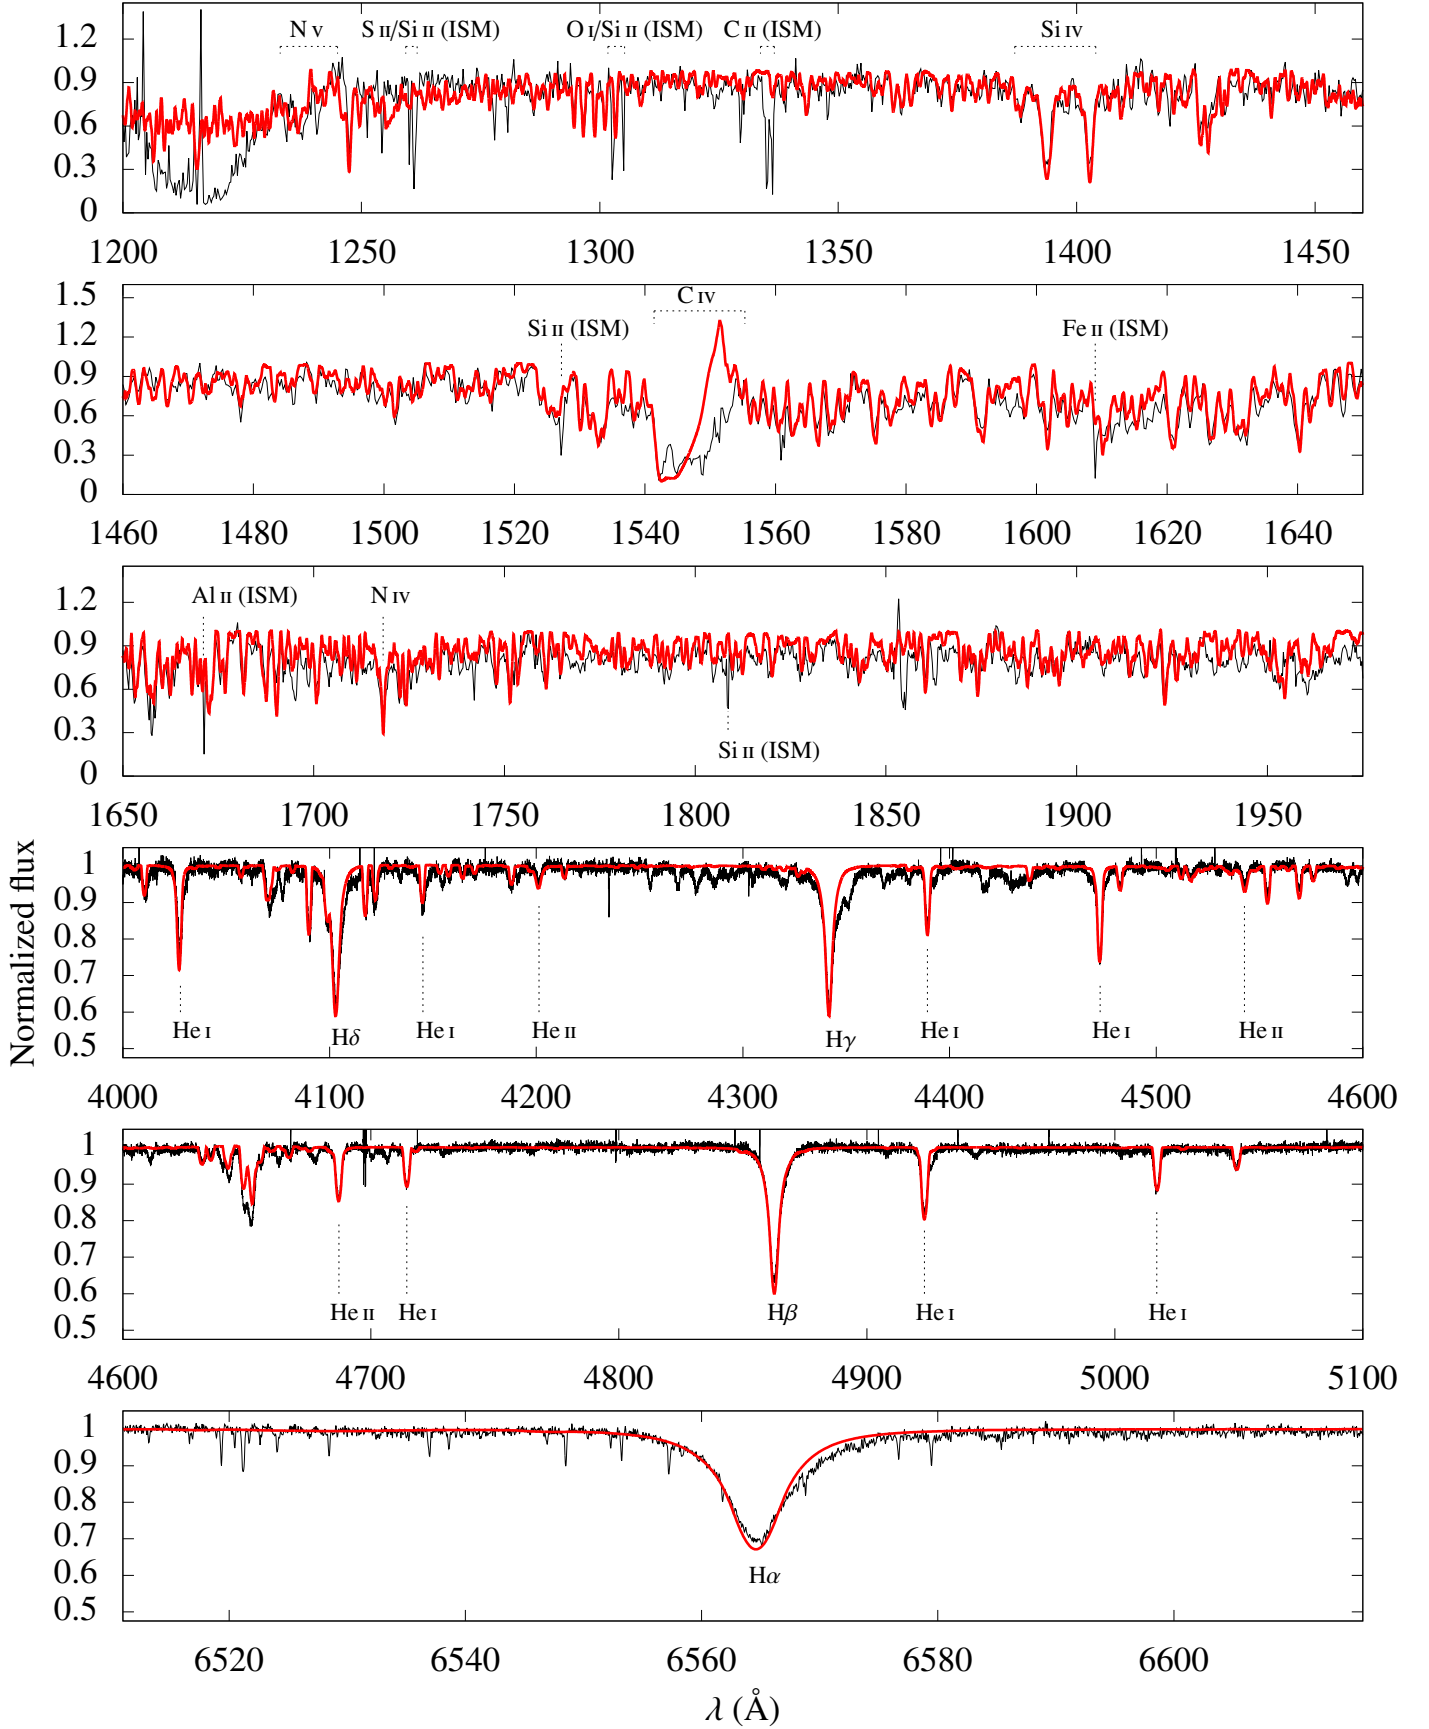 N V S II/Si II (ISM) O I/Si II (ISM) C II (ISM) Si IV
1.2
0.9
0.6
0.3
0
1200 1250 1300 1350 1400 1450
1.5
1.2
0.9
0.6
0.3
0
C IV
Si II (ISM) Fe II (ISM)
1460 1480 1500 1520 1540 1560 1580 1600 1620 1640
1.2
0.9
0.6
0.3
0
Al II (ISM) N IV
Si II (ISM)
1650 1700 1750 1800 1850 1900 1950
Normalized flux
1
0.9
0.8
0.7
0.6
0.5
He I Hδ He I He II Hγ He I He I He II
4000 4100 4200 4300 4400 4500 4600
1
0.9
0.8
0.7
0.6
0.5
He II He I Hβ He I He I
4600 4700 4800 4900 5000 5100
1
0.9
0.8
0.7
0.6
0.5
Hα
6520 6540 6560 6580 6600
λ (Å)